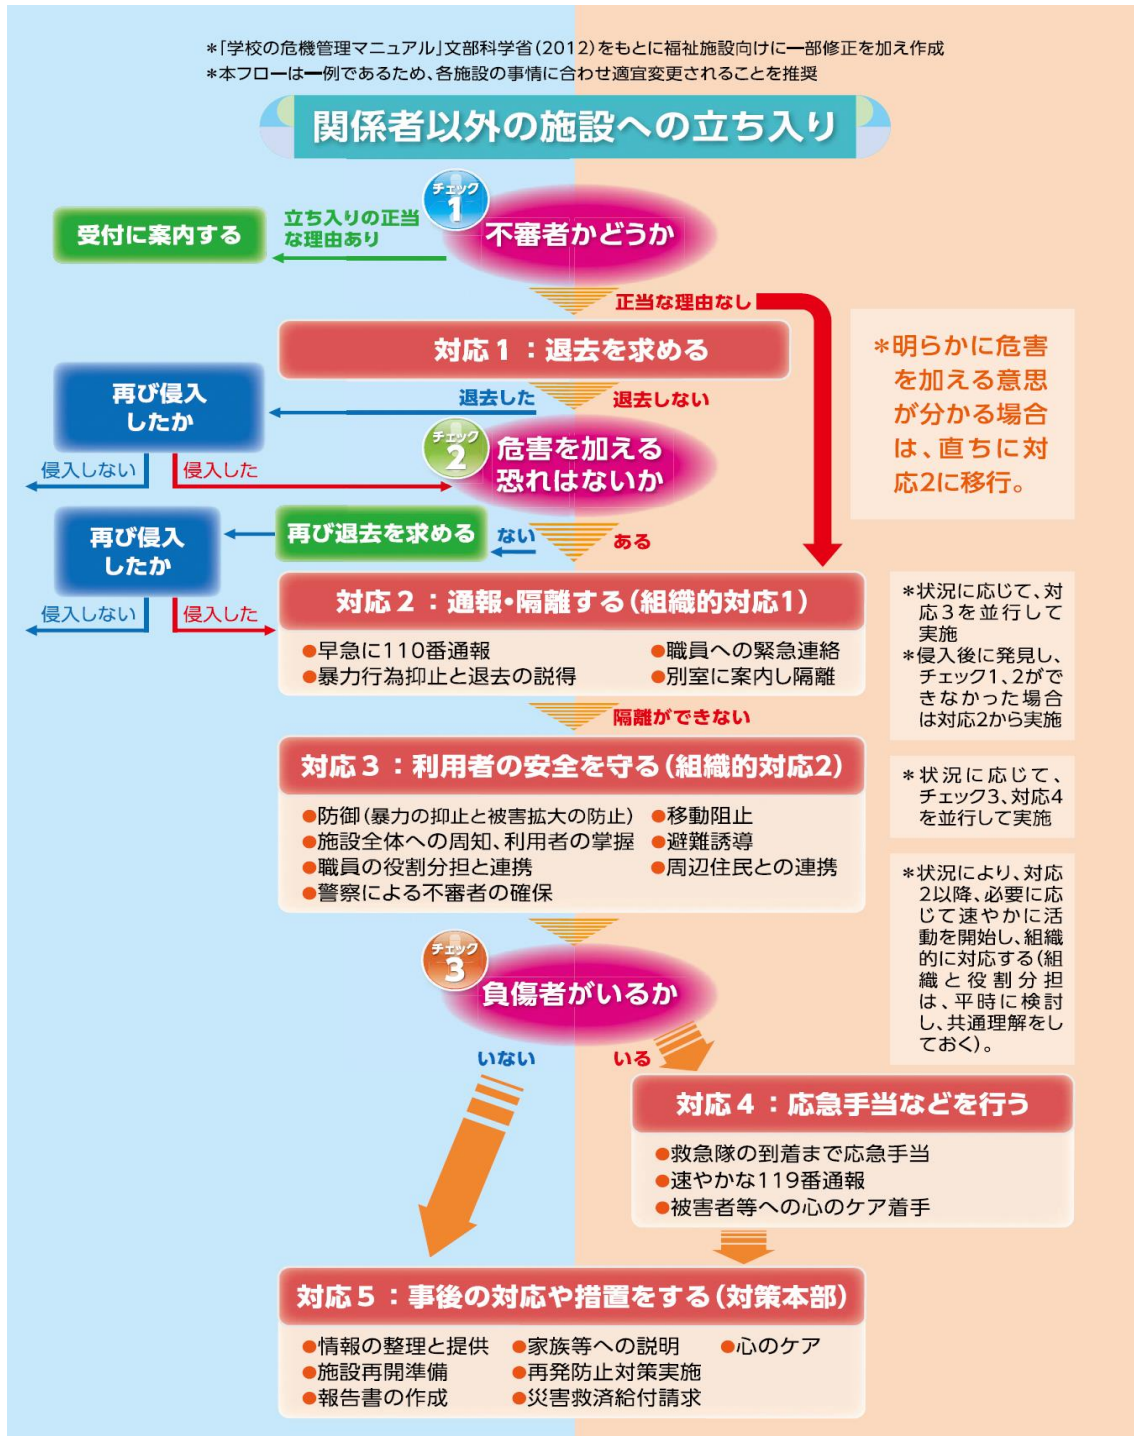 ＊「学校の危機管理マニュアル」文部科学省（2012）をもとに福祉施設向けに一部修正を加え作成
＊本フローは一例であるため、各施設の事情に合わせ適宜変更されることを推奨
関係者以外の施設への立ち入り
チェック
1
不審者かどうか
立ち入りの正当
な理由あり
受付に案内する
正当な理由なし
対応１：退去を求める
＊明らかに危害
を加える意思
が分かる場合
は、直ちに対
応2に移行。
退去した
退去しない
再び侵入
したか
侵入しない
侵入した
チェック
2
危害を加える
恐れはないか
ない
ある
再び退去を求める
再び侵入
したか
侵入しない
侵入した
対応２：通報・隔離する（組織的対応1）
●早急に110番通報
●職員への緊急連絡
●暴力行為抑止と退去の説得
●別室に案内し隔離
＊状況に応じて、対
応3を並行して
実施
＊侵入後に発見し、
チェック1、2がで
きなかった場合
は対応2から実施
隔離ができない
対応３：利用者の安全を守る（組織的対応2）
●防御（暴力の抑止と被害拡大の防止）
●移動阻止
●施設全体への周知、利用者の掌握
●避難誘導
●職員の役割分担と連携
●周辺住民との連携
●警察による不審者の確保
＊状況に応じて、
チェック3、対応4
を並行して実施
＊状況により、対応
2以降、必要に応
じて速やかに活
動を開始し、組織
的に対応する（組
織と役割分担
は、平時に検討
し、共通理解をし
ておく）。
チェック
3
負傷者がいるか
いない
いる
対応４：応急手当などを行う
●救急隊の到着まで応急手当
●速やかな119番通報
●被害者等への心のケア着手
対応５：事後の対応や措置をする（対策本部）
●情報の整理と提供
●家族等への説明
●心のケア
●施設再開準備
●再発防止対策実施
●報告書の作成
●災害救済給付請求